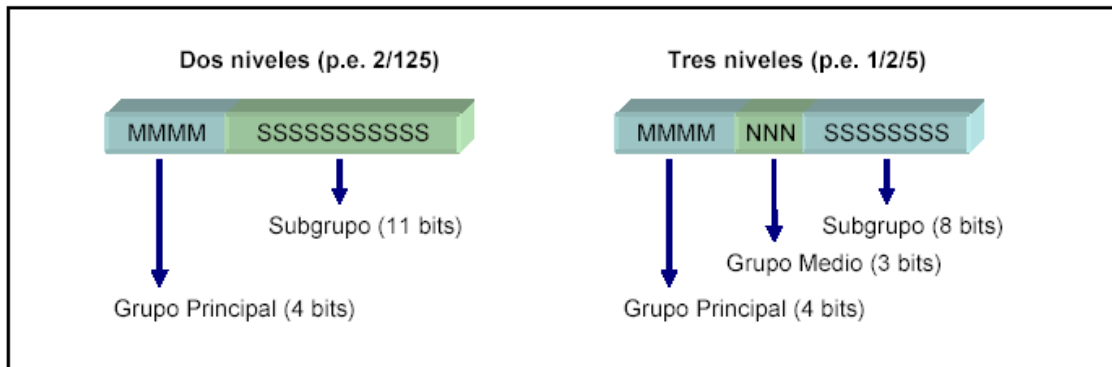 Dos niveles (p.e. 2/125)
MMMM SSSSSSSSSSS
Subgrupo (11 bits)
Grupo Principal (4 bits)
Tres niveles (p.e. 1/2/5)
MMMM NNN SSSSSSSS
Subgrupo (8 bits)
Grupo Medio (3 bits)
Grupo Principal (4 bits)